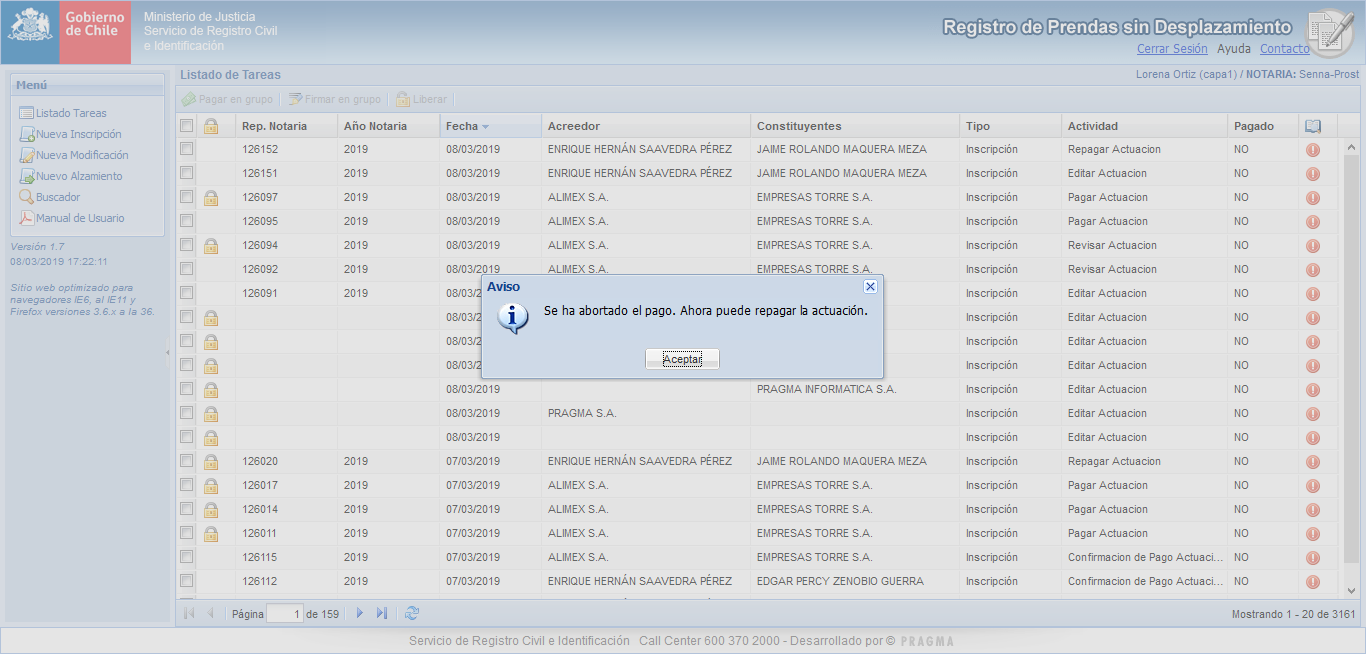 Gobierno
de Chile
Ministerio de Justicia
Servicio de Registro Civil
e Identificación
Registro de Prendas sin Desplazamiento
Cerrar Sesión Ayuda Contacto
Menú
Listado Tareas
Nueva Inscripción
Nueva Modificación
Nuevo Alzamiento
Buscador
Manual de Usuario
Versión 1.7
08/03/2019 17:22:11
Sitio web optimizado para
navegadores IE6, al IE11 y
Firefox versiones 3.6.x a la 36.
Listado de Tareas
Lorena Ortiz (capa1) / NOTARIA: Senna-Prost
Pagar en grupo Firmar en grupo Liberar
Rep. Notaria Año Notaria Fecha Acreedor Constituyentes Tipo Actividad Pagado
126152 2019 08/03/2019 ENRIQUE HERNÁN SAAVEDRA PÉREZ JAIME ROLANDO MAQUERA MEZA Inscripción Repagar Actuacion NO
126151 2019 08/03/2019 ENRIQUE HERNÁN SAAVEDRA PÉREZ JAIME ROLANDO MAQUERA MEZA Inscripción Editar Actuacion NO
126097 2019 08/03/2019 ALIMEX S.A. EMPRESAS TORRE S.A. Inscripción Pagar Actuacion NO
126095 2019 08/03/2019 ALIMEX S.A. EMPRESAS TORRE S.A. Inscripción Pagar Actuacion NO
126094 2019 08/03/2019 ALIMEX S.A. EMPRESAS TORRE S.A. Inscripción Revisar Actuacion NO
126092 2019 08/03/2019 ALIMEX S.A. EMPRESAS TORRE S.A. Inscripción Revisar Actuacion NO
126091 2019 08/03/2 Inscripción Editar Actuacion NO
08/03/2 Inscripción Editar Actuacion NO
08/03/2 Inscripción Editar Actuacion NO
08/03/2 Inscripción Editar Actuacion NO
08/03/2019 PRAGMA INFORMATICA S.A. Inscripción Editar Actuacion NO
08/03/2019 PRAGMA S.A. Inscripción Editar Actuacion NO
08/03/2019 Inscripción Editar Actuacion NO
126020 2019 07/03/2019 ENRIQUE HERNÁN SAAVEDRA PÉREZ JAIME ROLANDO MAQUERA MEZA Inscripción Repagar Actuacion NO
126017 2019 07/03/2019 ALIMEX S.A. EMPRESAS TORRE S.A. Inscripción Pagar Actuacion NO
126014 2019 07/03/2019 ALIMEX S.A. EMPRESAS TORRE S.A. Inscripción Pagar Actuacion NO
126011 2019 07/03/2019 ALIMEX S.A. EMPRESAS TORRE S.A. Inscripción Pagar Actuacion NO
126115 2019 07/03/2019 ALIMEX S.A. EMPRESAS TORRE S.A. Inscripción Confirmacion de Pago Actuaci... NO
126112 2019 07/03/2019 ENRIQUE HERNÁN SAAVEDRA PÉREZ EDGAR PERCY ZENOBIO GUERRA Inscripción Confirmacion de Pago Actuaci... NO
Aviso
Se ha abortado el pago. Ahora puede repagar la actuación.
Aceptar
Página 1 de 159
Mostrando 1 - 20 de 3161
Servicio de Registro Civil e Identificación Call Center 600 370 2000 - Desarrollado por © PRAGMA